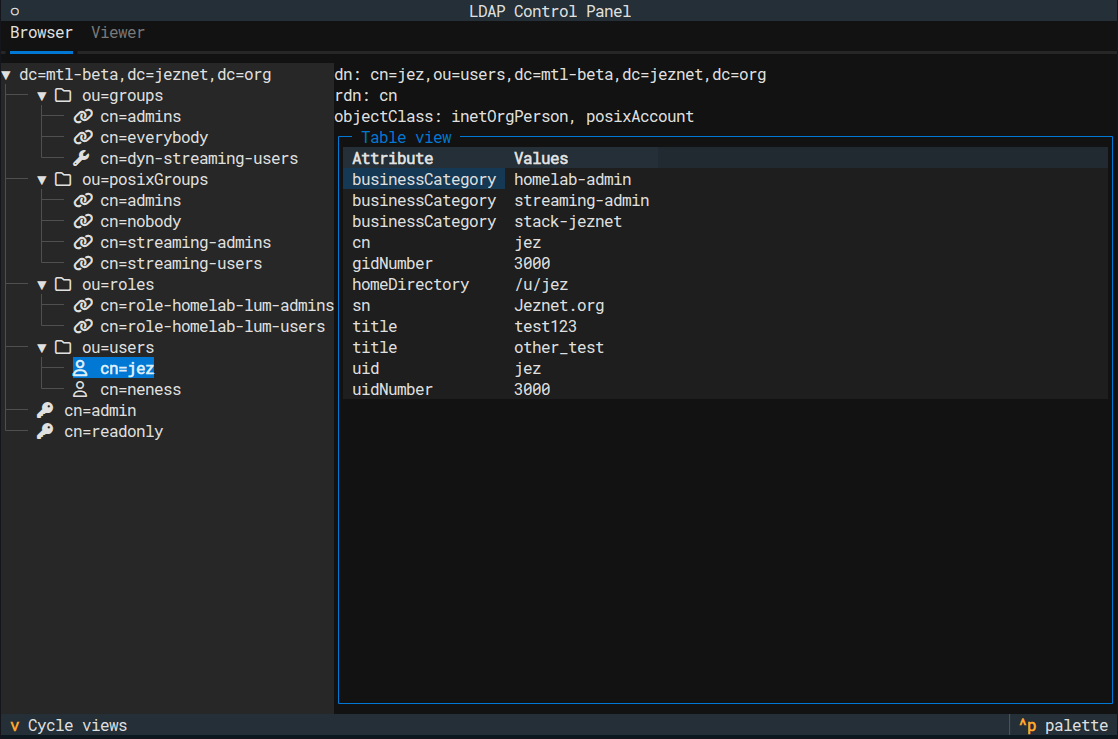 LDAP Control Panel
Browser Viewer
dc=mtl-beta,dc=jeznet,dc=org
ou=groups
cn=admins
cn=everybody
cn=dyn-streaming-users
ou=posixGroups
cn=admins
cn=nobody
cn=streaming-admins
cn=streaming-users
ou=roles
cn=role-homelab-lum-admins
cn=role-homelab-lum-users
ou=users
cn=jez
cn=neness
cn=admin
cn=readonly
dn: cn=jez,ou=users,dc=mtl-beta,dc=jeznet,dc=org
rdn: cn
objectClass: inetOrgPerson, posixAccount
Table view
Attribute Values
businessCategory homelab-admin
businessCategory streaming-admin
businessCategory stack-jeznet
cn jez
gidNumber 3000
homeDirectory /u/jez
sn Jeznet.org
title test123
title other_test
uid jez
uidNumber 3000
v Cycle views
^p palette